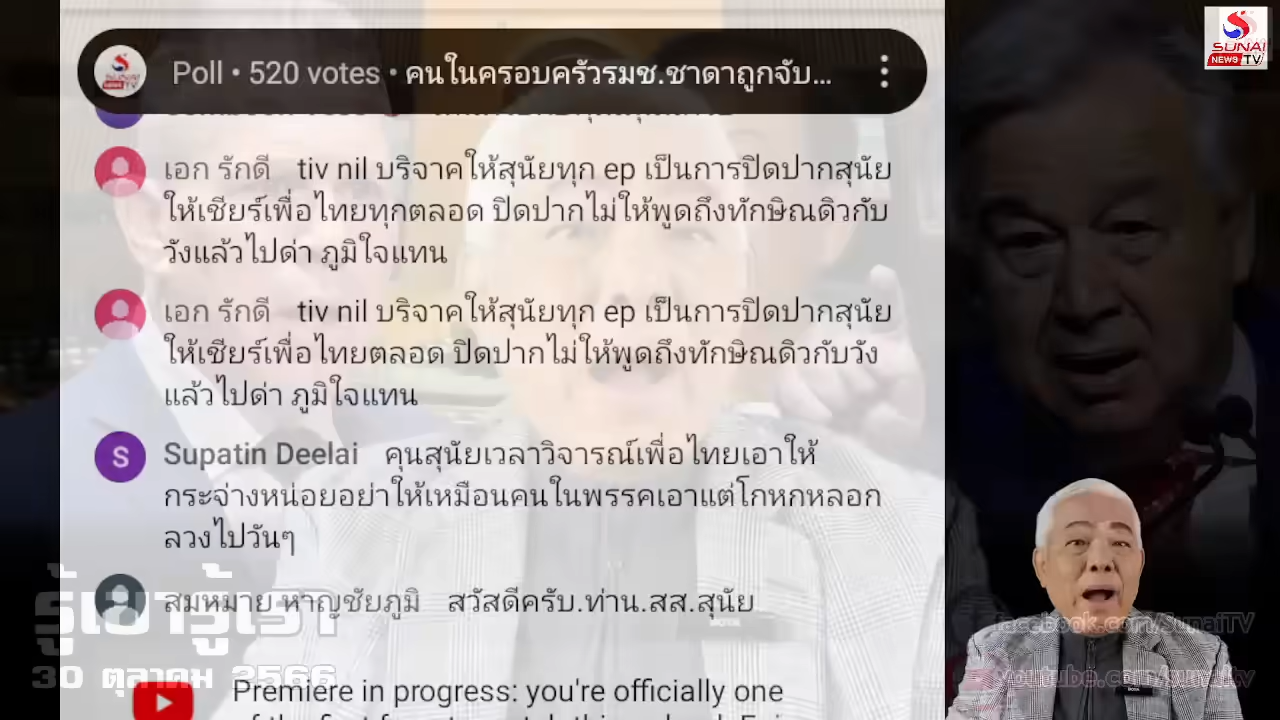 SUNAI
NEWS TV
Poll • 520 votes • คนในครอบครัวรมช.ชาดาถูกจับ...
เอก รักดี tiv nil บริจาคให้สุนัยทุก ep เป็นการปิดปากสุนัย
ให้เชียร์เพื่อไทยทุกตลอด ปิดปากไม่ให้พูดถึงทักษิณดิวกับ
วังแล้วไปด่า ภูมิใจแทน
เอก รักดี tiv nil บริจาคให้สุนัยทุก ep เป็นการปิดปากสุนัย
ให้เชียร์เพื่อไทยตลอด ปิดปากไม่ให้พูดถึงทักษิณดิวกับวัง
แล้วไปด่า ภูมิใจแทน
S
Supatin Deelai คุนสุนัยเวลาวิจารณ์เพื่อไทยเอาให้
กระจ่างหน่อยอย่าให้เหมือนคนในพรรคเอาแต่โกหกหลอก
ลวงไปวันๆ
สมหมาย หาญชัยภูมิ สวัสดีครับ.ท่าน.สส.สุนัย
รู้เขารู้เรา
30 ตุลาคม 2566
facebook.com/SunaiTV
youtube.com/sunaitv
Premiere in progress: you're officially one